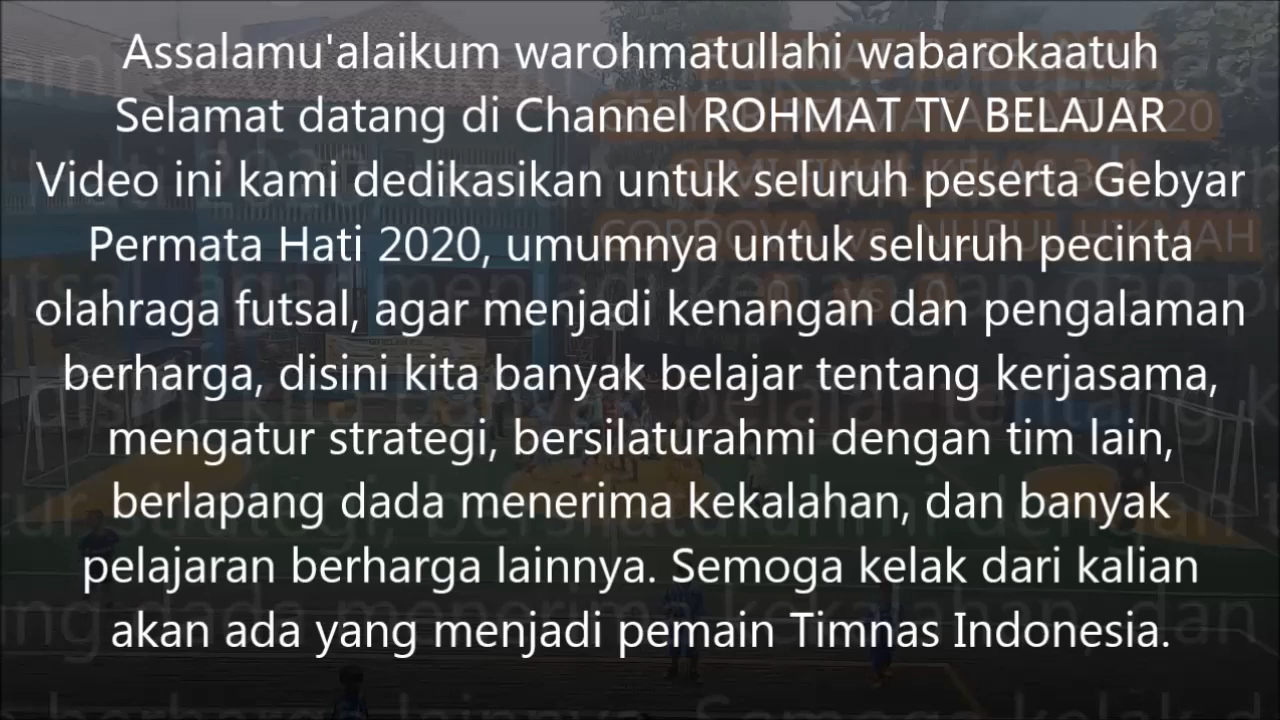 Assalamu'alaikum warohmatullahi wabarokaatuh
Selamat datang di Channel ROHMAT TV BELAJAR
Video ini kami dedikasikan untuk seluruh peserta Gebyar
Permata Hati 2020, umumnya untuk seluruh pecinta
olahraga futsal, agar menjadi kenangan dan pengalaman
berharga, disini kita banyak belajar tentang kerjasama,
mengatur strategi, bersilaturahmi dengan tim lain,
berlapang dada menerima kekalahan, dan banyak
pelajaran berharga lainnya. Semoga kelak dari kalian
akan ada yang menjadi pemain Timnas Indonesia.